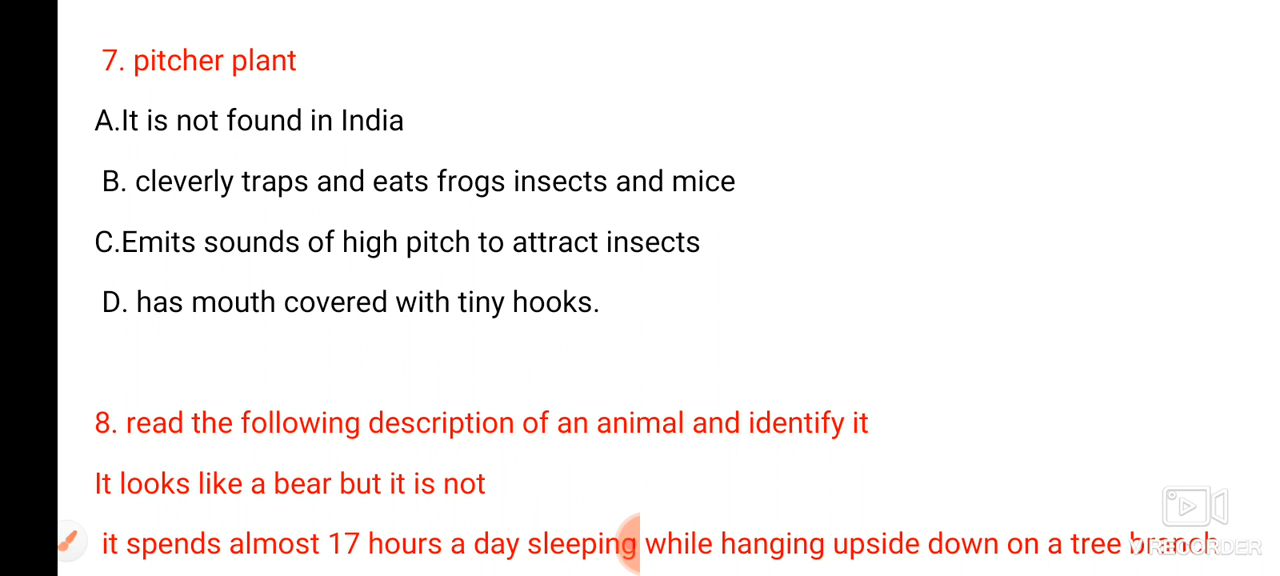 7. pitcher plant
A.It is not found in India
B. cleverly traps and eats frogs insects and mice
C.Emits sounds of high pitch to attract insects
D. has mouth covered with tiny hooks.
8. read the following description of an animal and identify it
It looks like a bear but it is not
it spends almost 17 hours a day sleeping while hanging upside down on a tree branch
V RECORDER